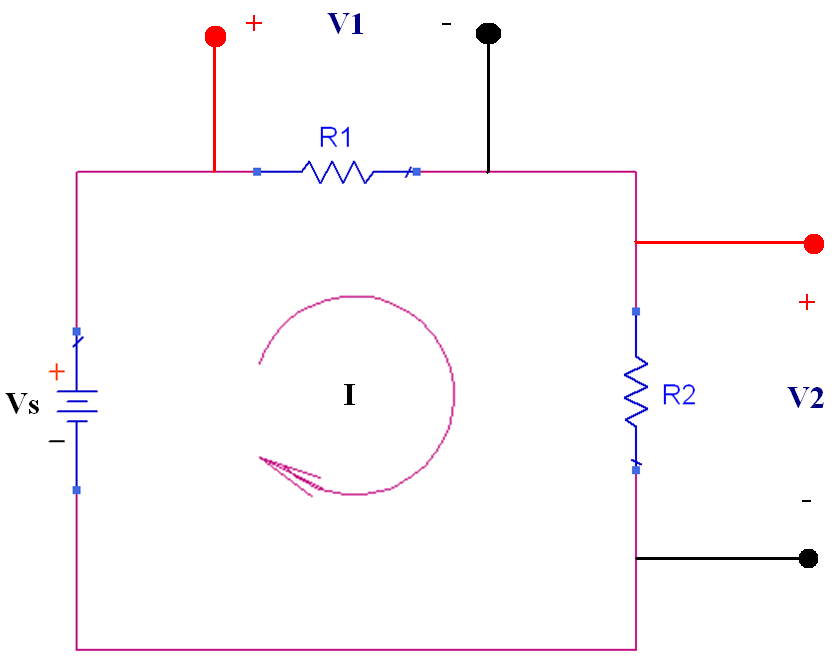 + V1 -
R1
+
+
Vs I R2 V2
−
-